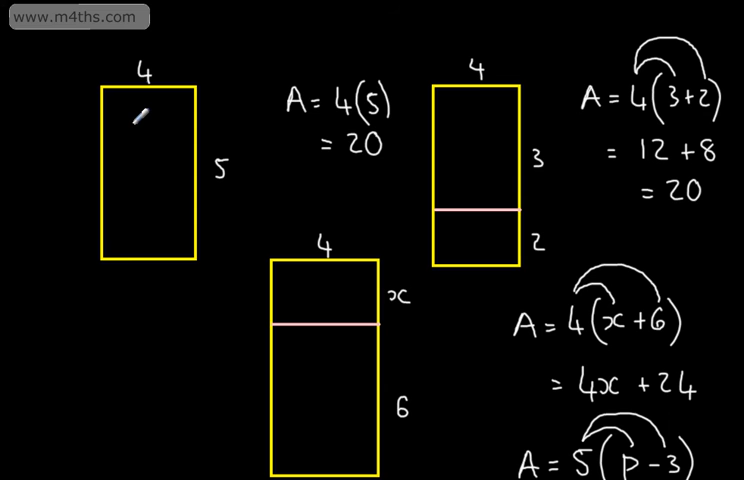 www.m4ths.com
4
5
A = 4(5)
= 20
4
3
2
A = 4(3+2)
= 12 + 8
= 20
4
x
6
A = 4(x + 6)
= 4x + 24
A = 5(p - 3)